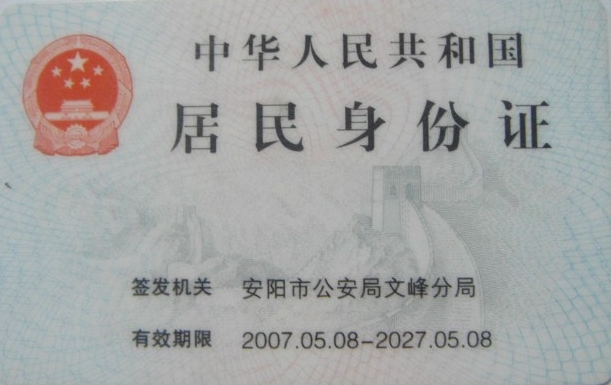 中华人民共和国
居民身份证
签发机关 安阳市公安局文峰分局
有效期限 2007.05.08-2027.05.08